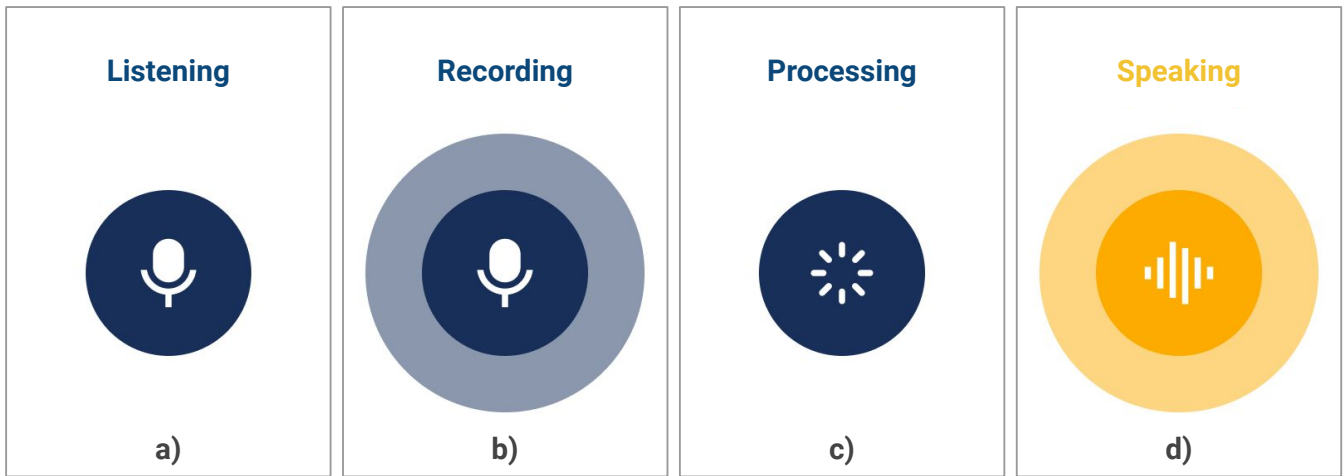 Listening
Recording
Processing
Speaking
a)
b)
c)
d)